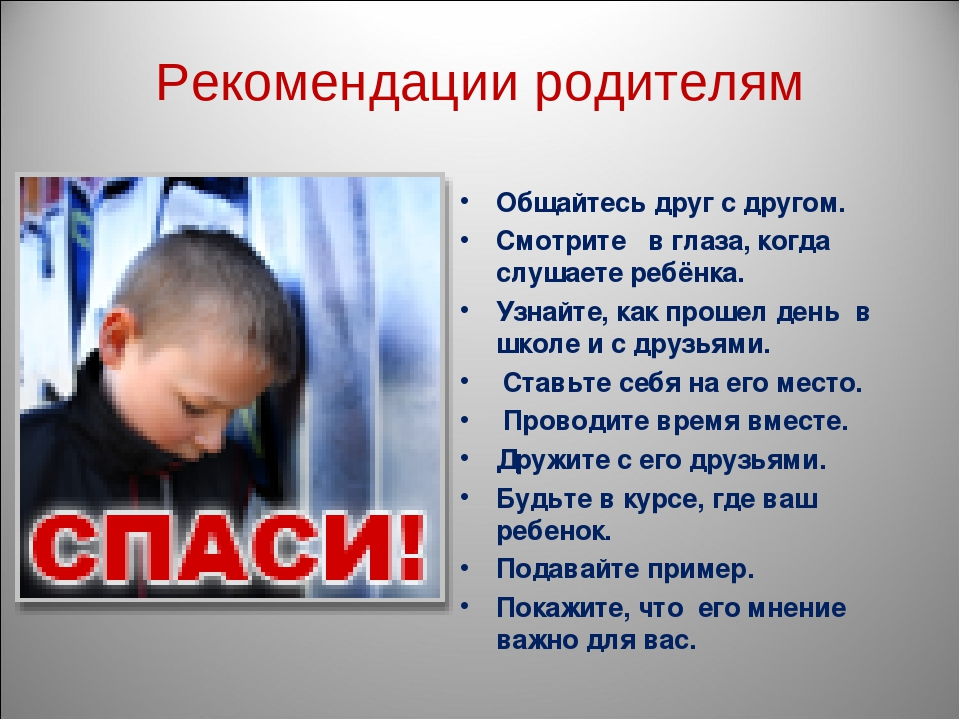 Рекомендации родителям
СПАСИ!
• Общайтесь друг с другом.
• Смотрите в глаза, когда
слушаете ребёнка.
• Узнайте, как прошел день в
школе и с друзьями.
• Ставьте себя на его место.
• Проводите время вместе.
• Дружите с его друзьями.
• Будьте в курсе, где ваш
ребенок.
• Подавайте пример.
• Покажите, что его мнение
важно для вас.